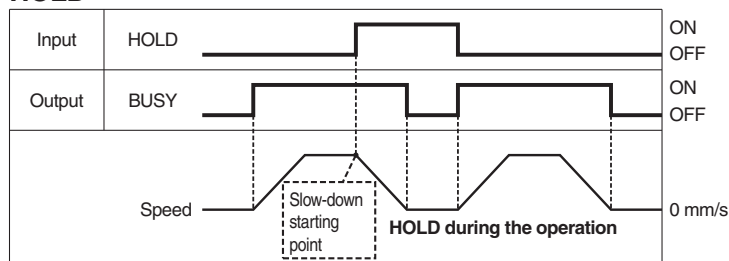 HOLD
Input HOLD ON
OFF
Output BUSY ON
OFF
Speed 0 mm/s
Slow-down
starting
point
HOLD during the operation